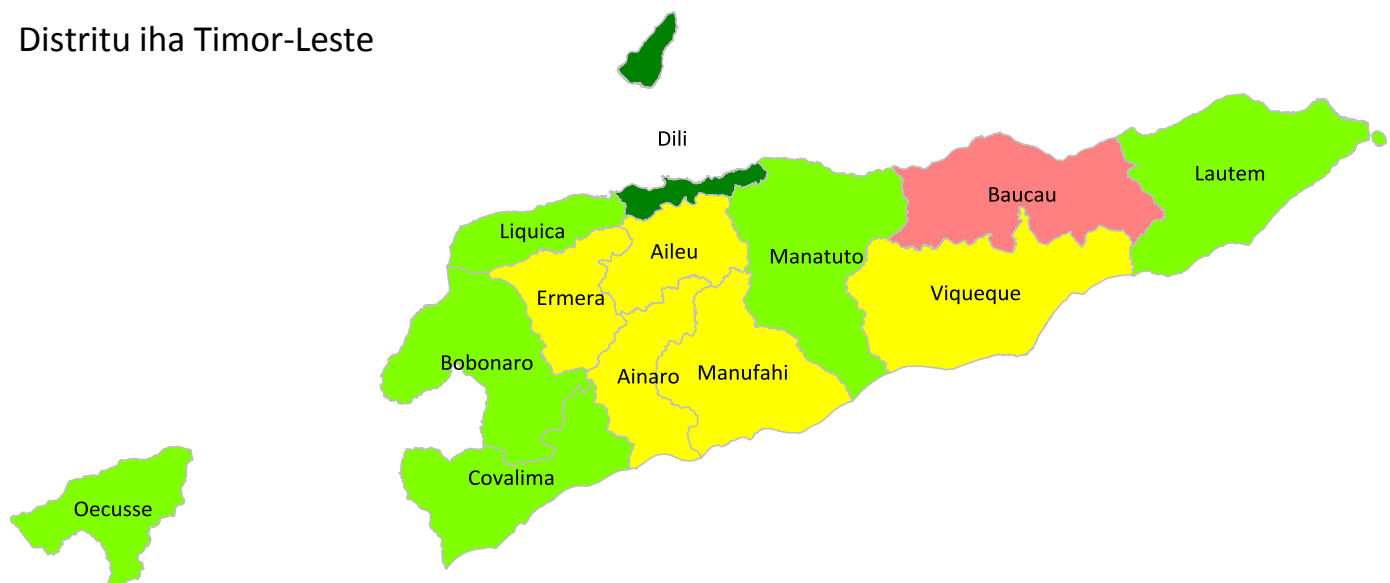 Distritu iha Timor-Leste
Dili
Lautem
Baucau
Liquica
Aileu
Manatuto
Viqueque
Ermera
Bobonaro
Ainaro
Manufahi
Covalima
Oecusse